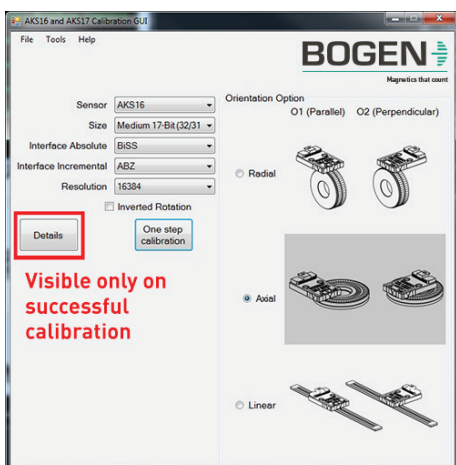 AKS16 and AKS17 Calibration GUI
File Tools Help
BOGEN
Magnetics that count
Sensor AKS16
Size Medium 17-Bit (32/31
Interface Absolute BiSS
Interface Incremental ABZ
Resolution 16384
Inverted Rotation
Details
One step
calibration
Visible only on
successful
calibration
Orientation Option
O1 (Parallel) O2 (Perpendicular)
Radial
Axial
Linear